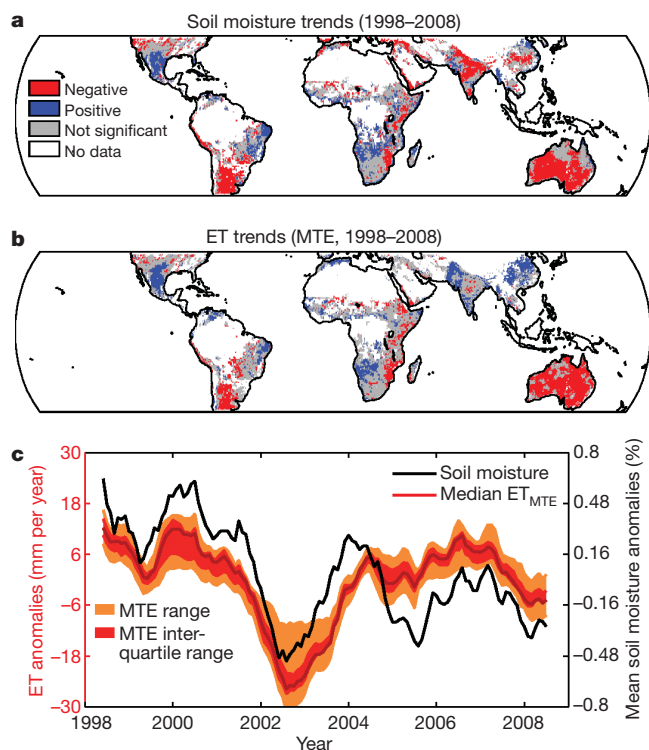 a
Soil moisture trends (1998–2008)
Negative
Positive
Not significant
No data
b
ET trends (MTE, 1998–2008)
c
30
18
6
−6
−18
−30
ET anomalies (mm per year)
Soil moisture
Median ETMTE
MTE range
MTE inter-
quartile range
0.8
0.48
0.16
−0.16
−0.48
−0.8
Mean soil moisture anomalies (%)
1998
2000
2002
2004
2006
2008
Year